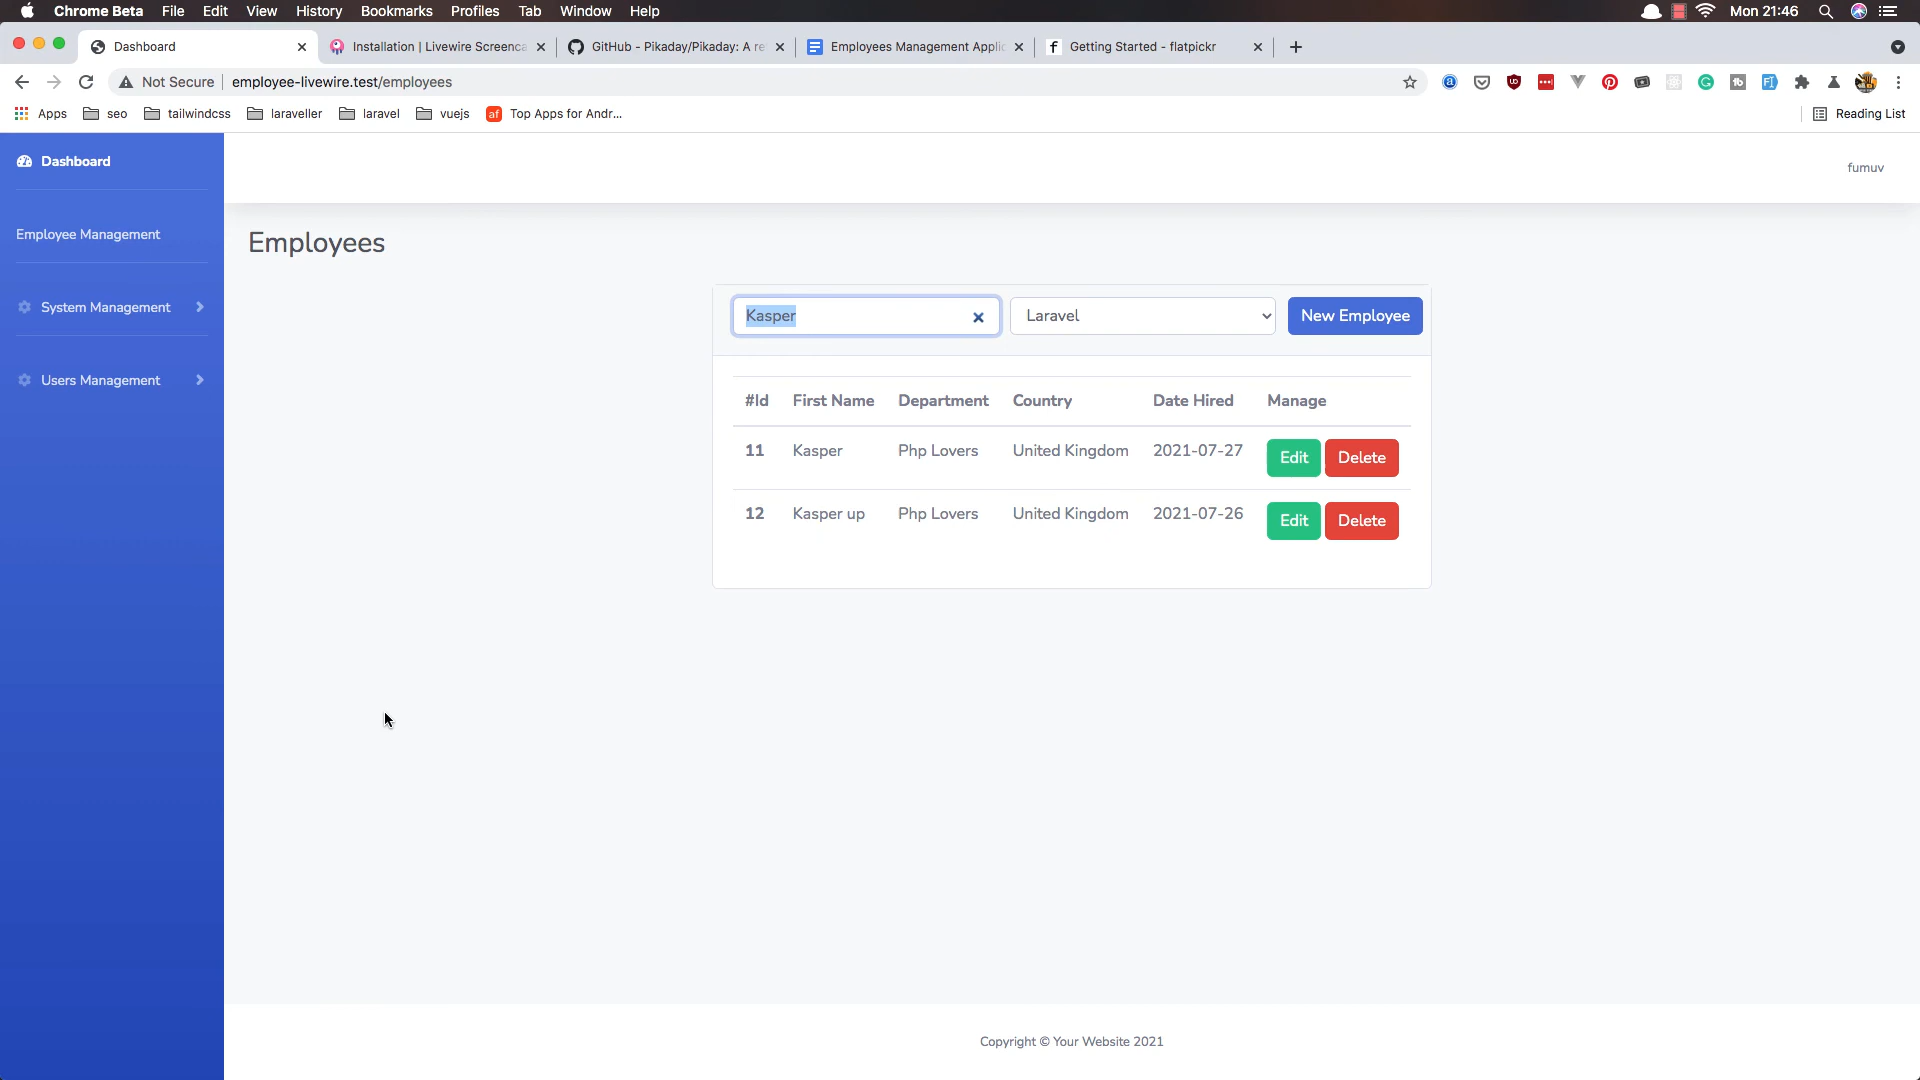 Chrome Beta File Edit View History Bookmarks Profiles Tab Window Help Mon 21:46
Dashboard Installation | Livewire Screenca GitHub - Pikaday/Pikaday: A re Employees Management Applic f Getting Started - flatpickr
Not Secure employee-livewire.test/employees
Apps seo tailwindcss laraveller laravel vuejs af Top Apps for Andr... Reading List
Dashboard
fumuv
Employee Management
Employees
System Management
Kasper Laravel New Employee
Users Management
#Id First Name Department Country Date Hired Manage
11 Kasper Php Lovers United Kingdom 2021-07-27 Edit Delete
12 Kasper up Php Lovers United Kingdom 2021-07-26 Edit Delete
Copyright © Your Website 2021